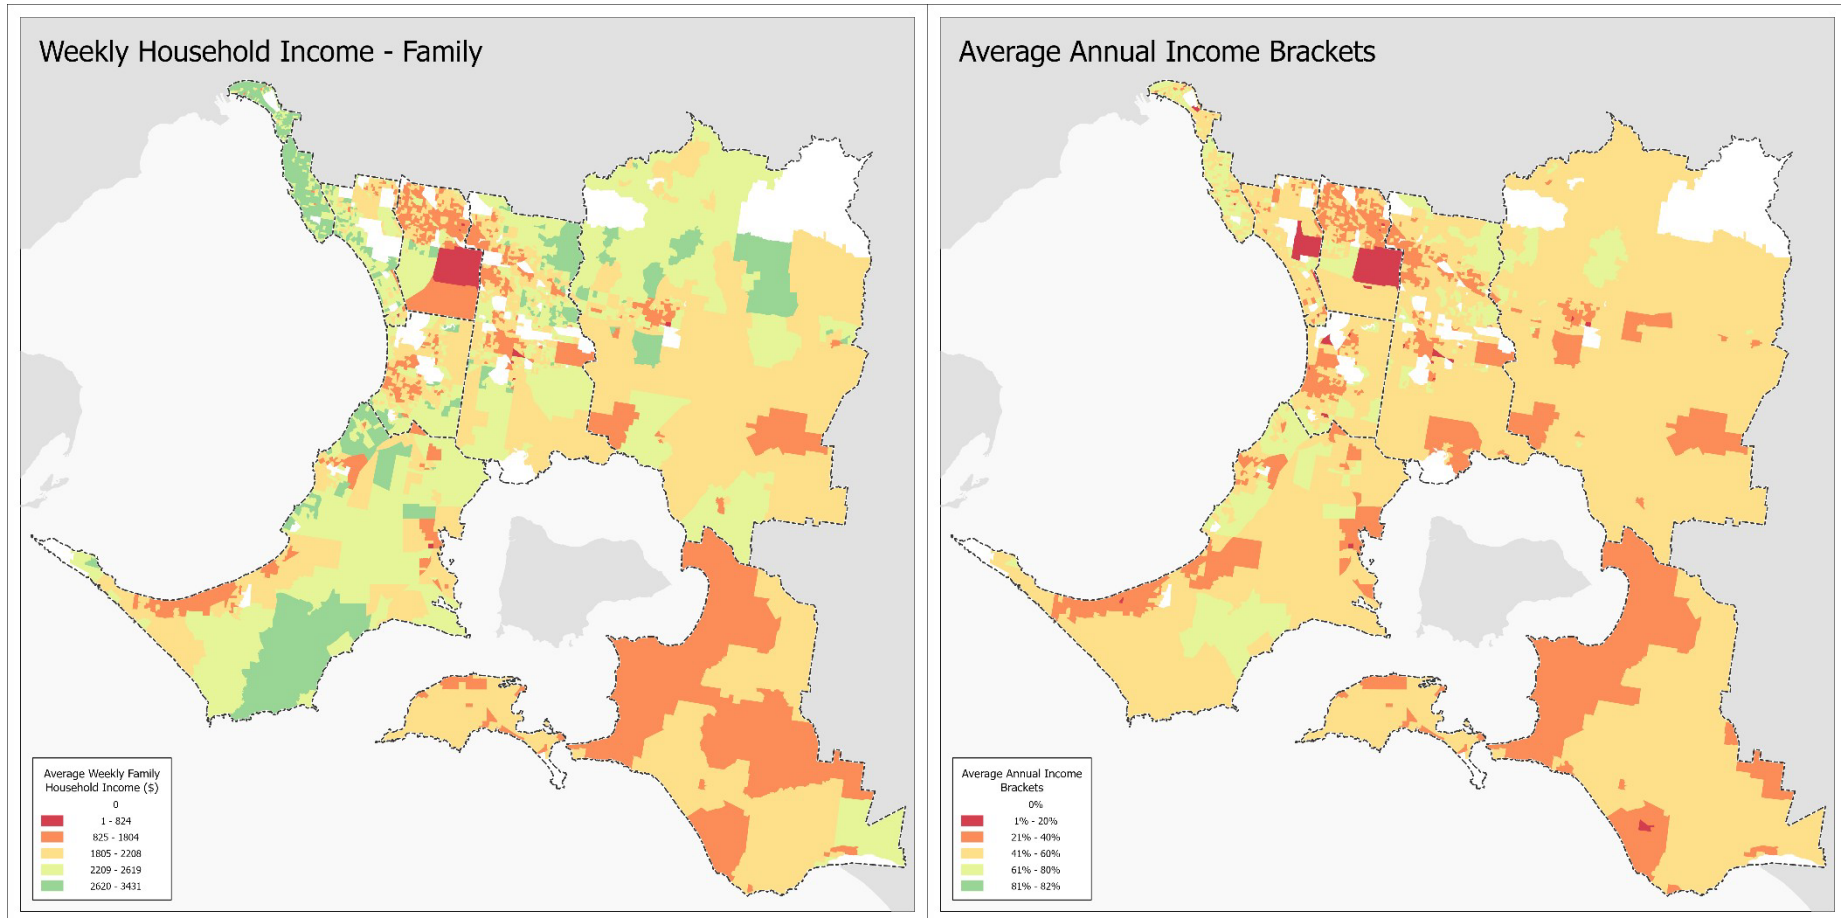 Weekly Household Income - Family
Average Weekly Family
Household Income ($)
0
1 - 824
825 - 1804
1805 - 2208
2209 - 2619
2620 - 3431
Average Annual Income Brackets
Average Annual Income
Brackets
0%
1% - 20%
21% - 40%
41% - 60%
61% - 80%
81% - 82%